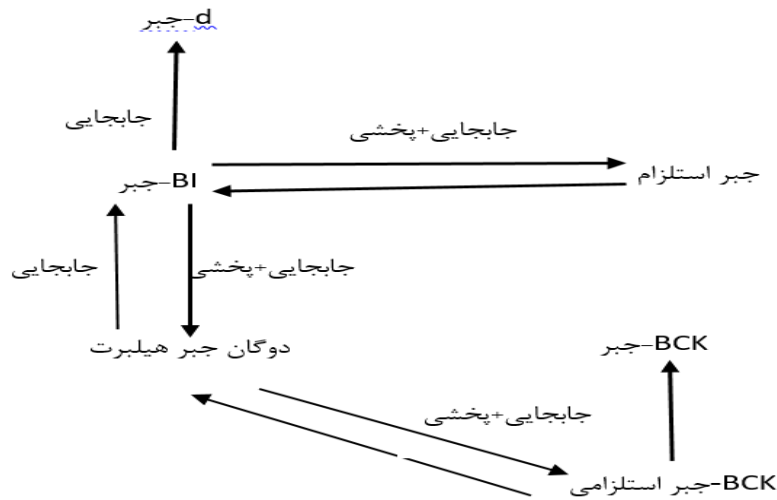 d-جبر
جابجایی
جابجایی+پخشی
جبر استلزام
BI-جبر
جابجایی
جابجایی+پخشی
دوگان جبر هیلبرت
BCK-جبر
جابجایی+پخشی
BCK-جبر استلزامی